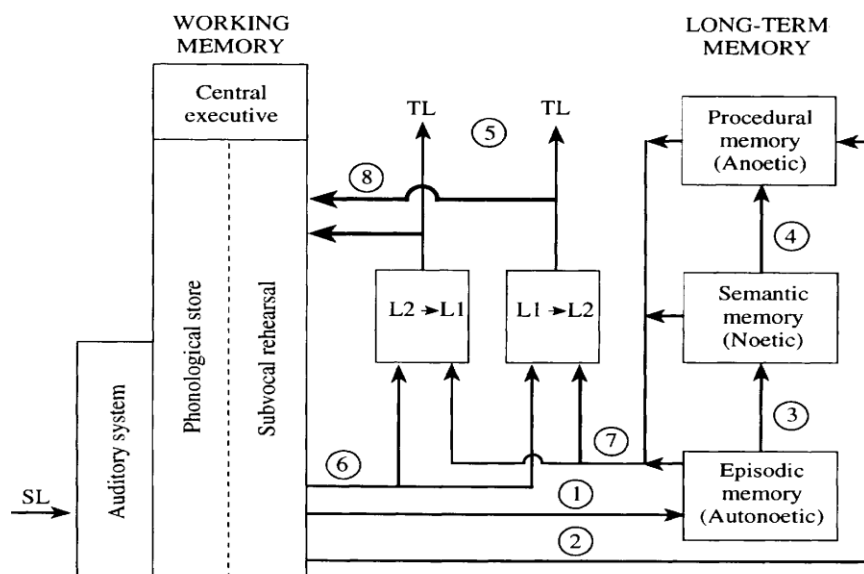 WORKING
MEMORY
LONG-TERM
MEMORY
Central
executive
TL
TL
5
Procedural
memory
(Anoetic)
8
4
Phonological store
Subvocal rehearsal
L2 → L1
L1 → L2
Semantic
memory
(Noetic)
Auditory system
3
7
6
Episodic
memory
(Autonoetic)
1
SL
2